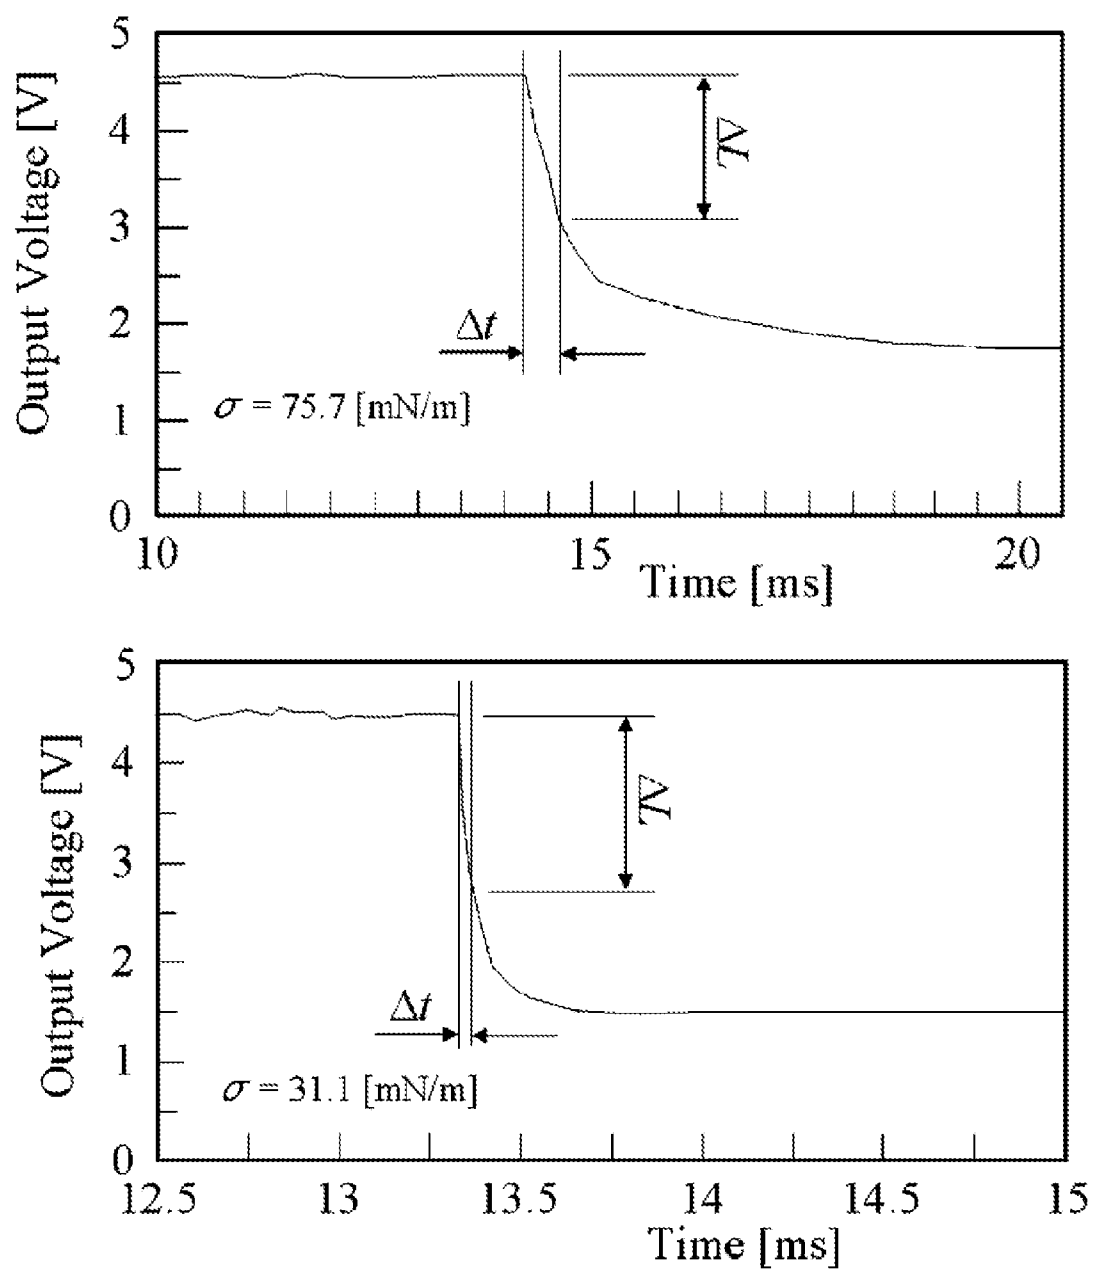 5
4
3
2
1
0
Output Voltage [V]
ΔV
Δt
σ = 75.7 [mN/m]
10 15 20
Time [ms]
5
4
3
2
1
0
Output Voltage [V]
ΔV
Δt
σ = 31.1 [mN/m]
12.5 13 13.5 14 14.5 15
Time [ms]